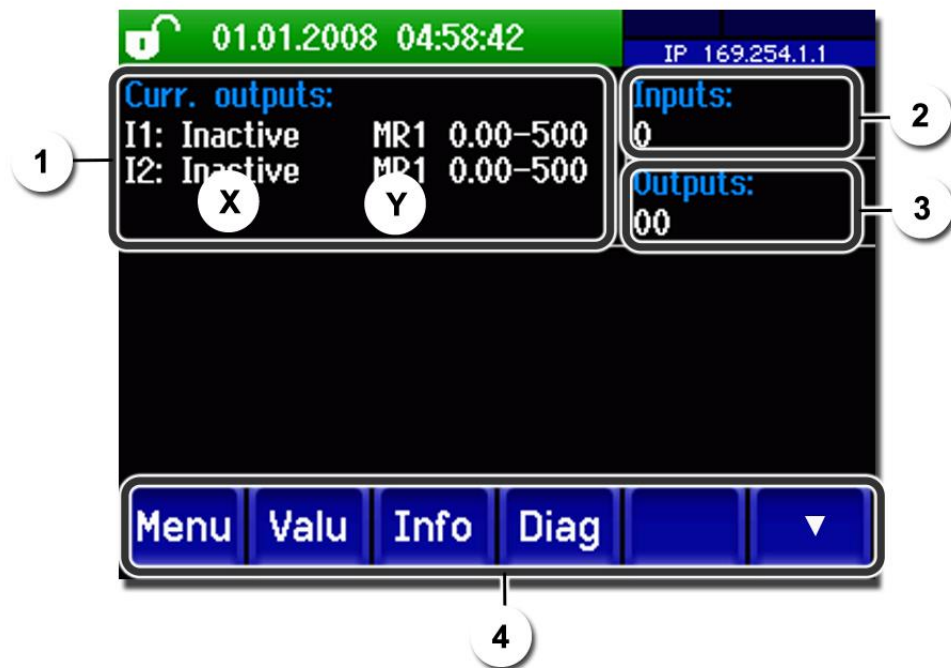 01.01.2008 04:58:42
IP 169.254.1.1
Curr. outputs:
I1: Inactive MR1 0.00-500
I2: Inactive MR1 0.00-500
X
Y
Inputs:
0
Outputs:
00
1
2
3
Menu Valu Info Diag ▼
4